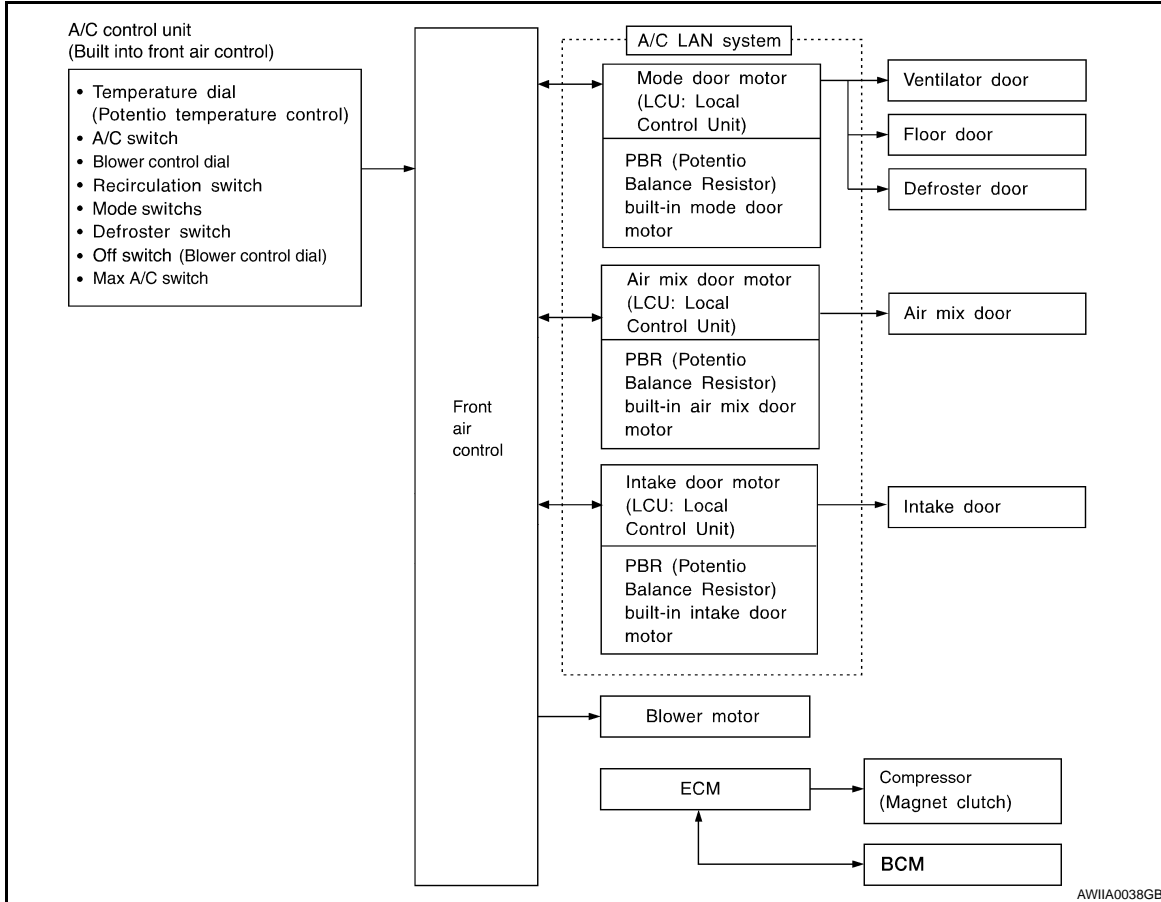 A/C control unit
(Built into front air control)
• Temperature dial
(Potentio temperature control)
• A/C switch
• Blower control dial
• Recirculation switch
• Mode switchs
• Defroster switch
• Off switch (Blower control dial)
• Max A/C switch
Front
air
control
A/C LAN system
Mode door motor
(LCU: Local
Control Unit)
PBR (Potentio
Balance Resistor)
built-in mode door
motor
Ventilator door
Floor door
Defroster door
Air mix door motor
(LCU: Local
Control Unit)
PBR (Potentio
Balance Resistor)
built-in air mix door
motor
Air mix door
Intake door motor
(LCU: Local
Control Unit)
PBR (Potentio
Balance Resistor)
built-in intake door
motor
Intake door
Blower motor
ECM
Compressor
(Magnet clutch)
BCM
AWIIA0038GB